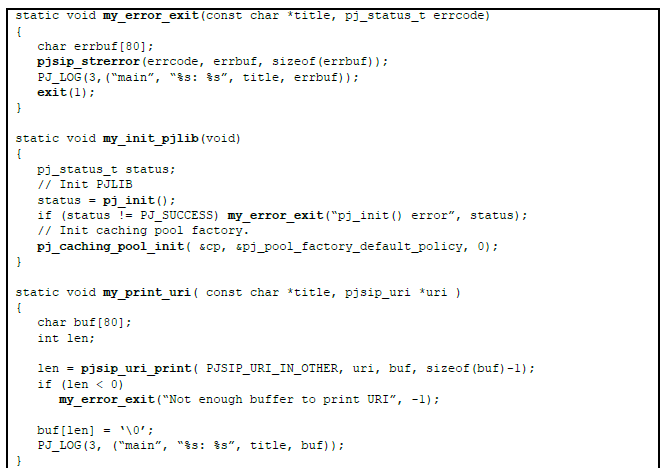 static void my_error_exit(const char *title, pj_status_t errcode)
{
char errbuf[80];
pjsip_strerror(errcode, errbuf, sizeof(errbuf));
PJ_LOG(3,(“main”, “%s: %s”, title, errbuf));
exit(1);
}
static void my_init_pjlib(void)
{
pj_status_t status;
// Init PJLIB
status = pj_init();
if (status != PJ_SUCCESS) my_error_exit(“pj_init() error”, status);
// Init caching pool factory.
pj_caching_pool_init( &cp, &pj_pool_factory_default_policy, 0);
}
static void my_print_uri( const char *title, pjsip_uri *uri )
{
char buf[80];
int len;
len = pjsip_uri_print( PJSIP_URI_IN_OTHER, uri, buf, sizeof(buf)-1);
if (len < 0)
my_error_exit(“Not enough buffer to print URI”, -1);
buf[len] = ‘\0’;
PJ_LOG(3, (“main”, “%s: %s”, title, buf));
}